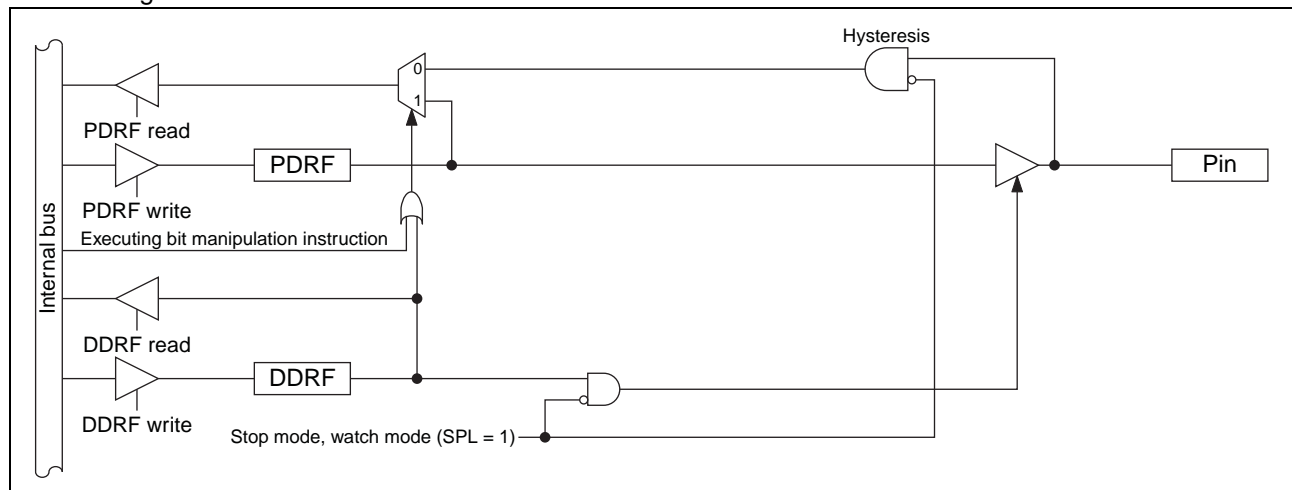 Hysteresis
0
1
PDRF read
PDRF
Pin
PDRF write
Executing bit manipulation instruction
Internal bus
DDRF read
DDRF
DDRF write
Stop mode, watch mode (SPL = 1)